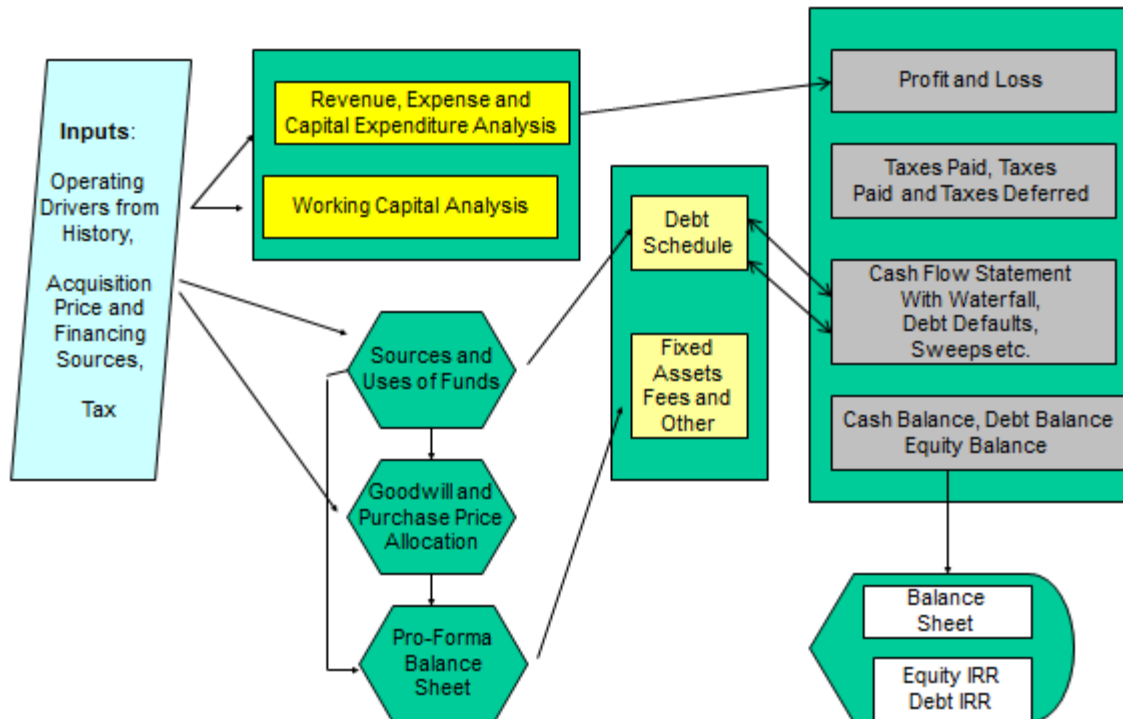 Inputs:
Operating
Drivers from
History,
Acquisition
Price and
Financing
Sources,
Tax
Revenue, Expense and
Capital Expenditure Analysis
Working Capital Analysis
Sources and
Uses of Funds
Goodwill and
Purchase Price
Allocation
Pro-Forma
Balance
Sheet
Debt
Schedule
Fixed
Assets
Fees and
Other
Profit and Loss
Taxes Paid, Taxes
Paid and Taxes Deferred
Cash Flow Statement
With Waterfall,
Debt Defaults,
Sweepsetc.
Cash Balance, Debt Balance
Equity Balance
Balance
Sheet
Equity IRR
Debt IRR